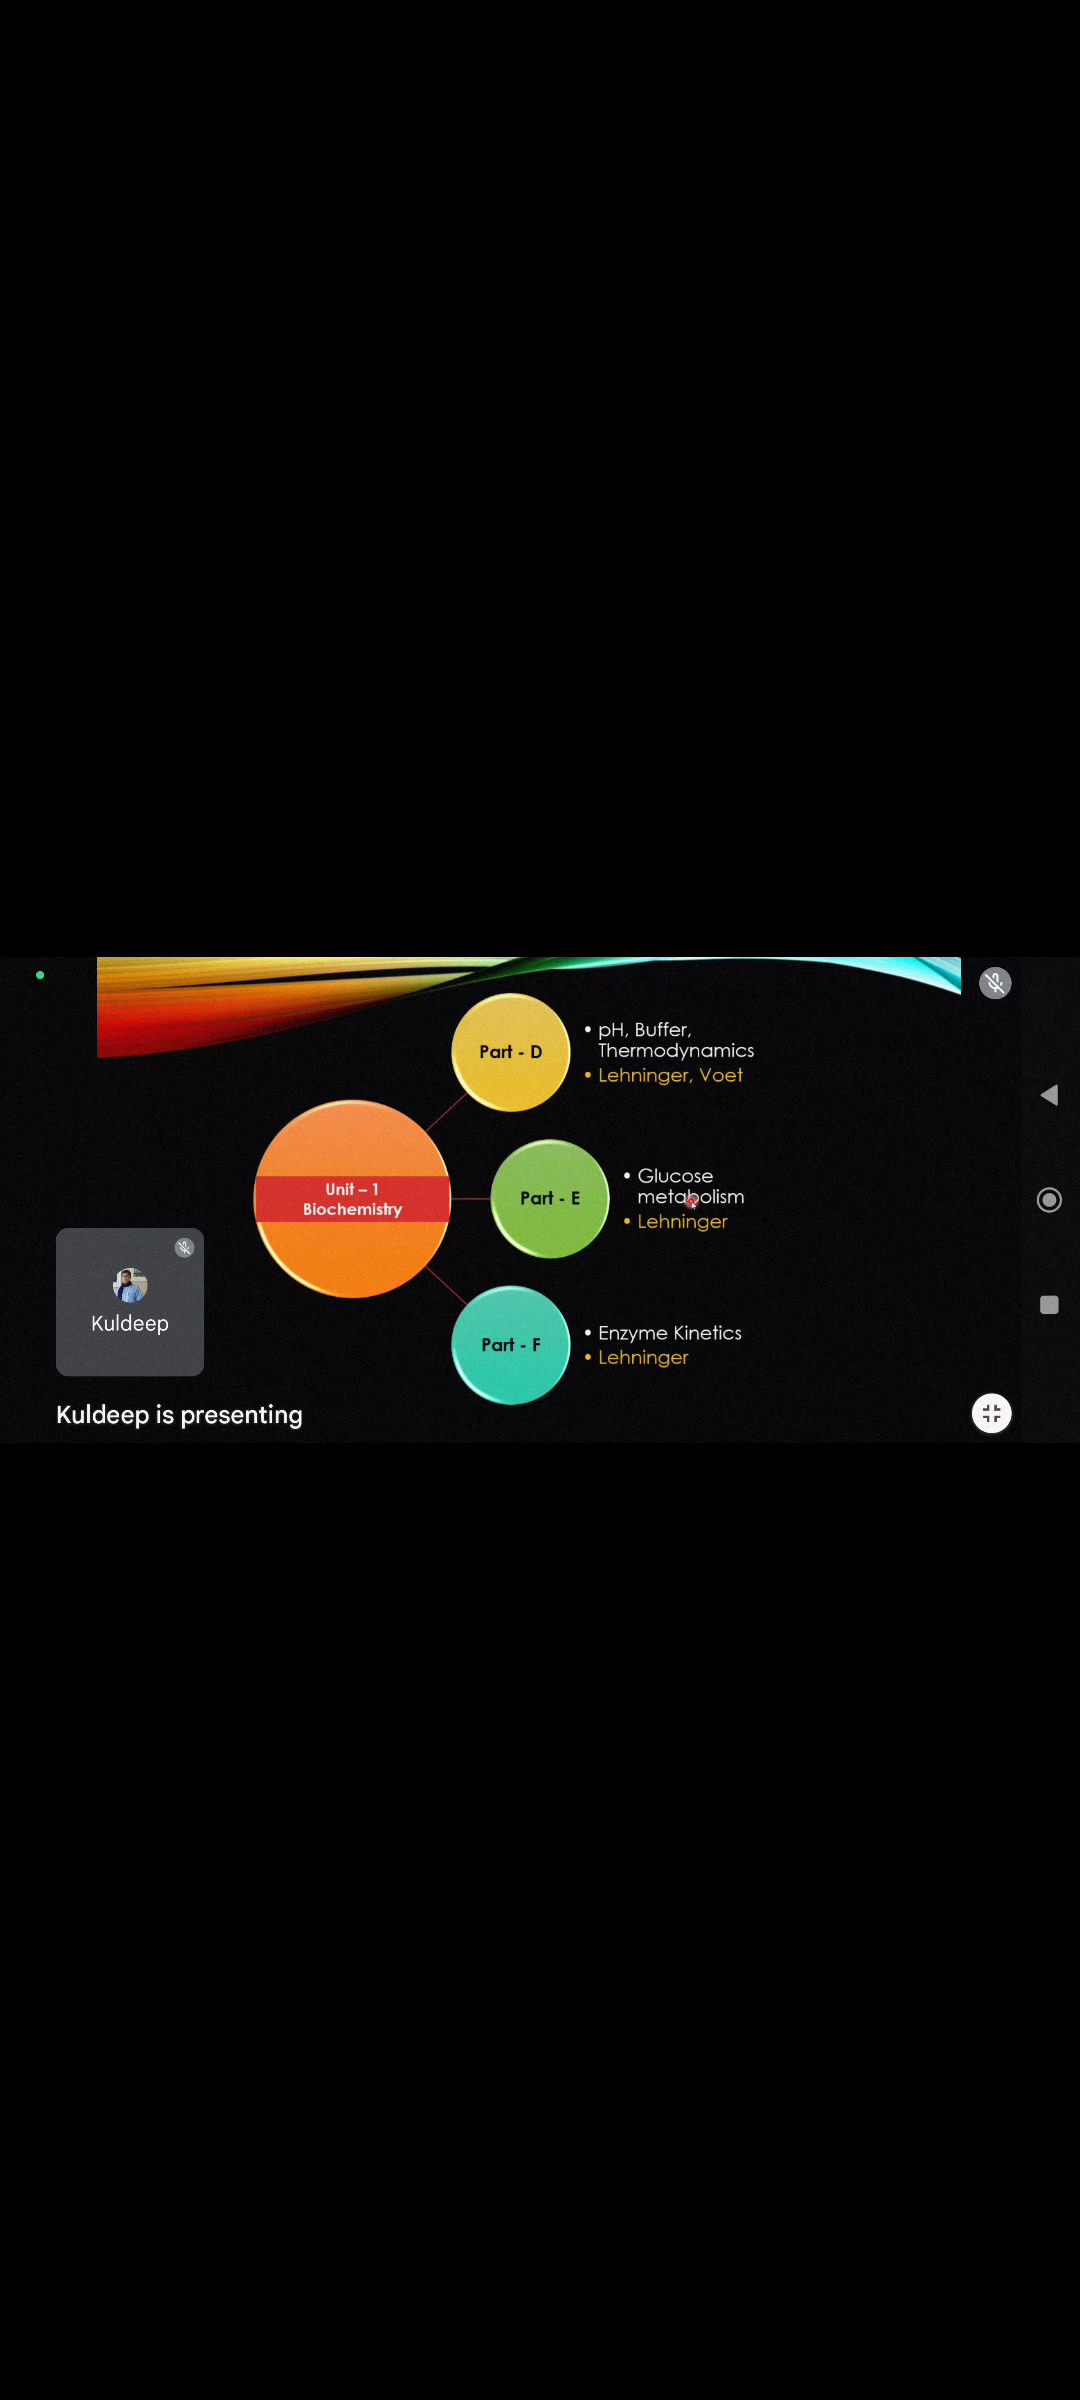 Part - D
• pH, Buffer,
Thermodynamics
• Lehninger, Voet
Unit – 1
Biochemistry
Part - E
• Glucose
metabolism
• Lehninger
Part - F
• Enzyme Kinetics
• Lehninger
Kuldeep
Kuldeep is presenting